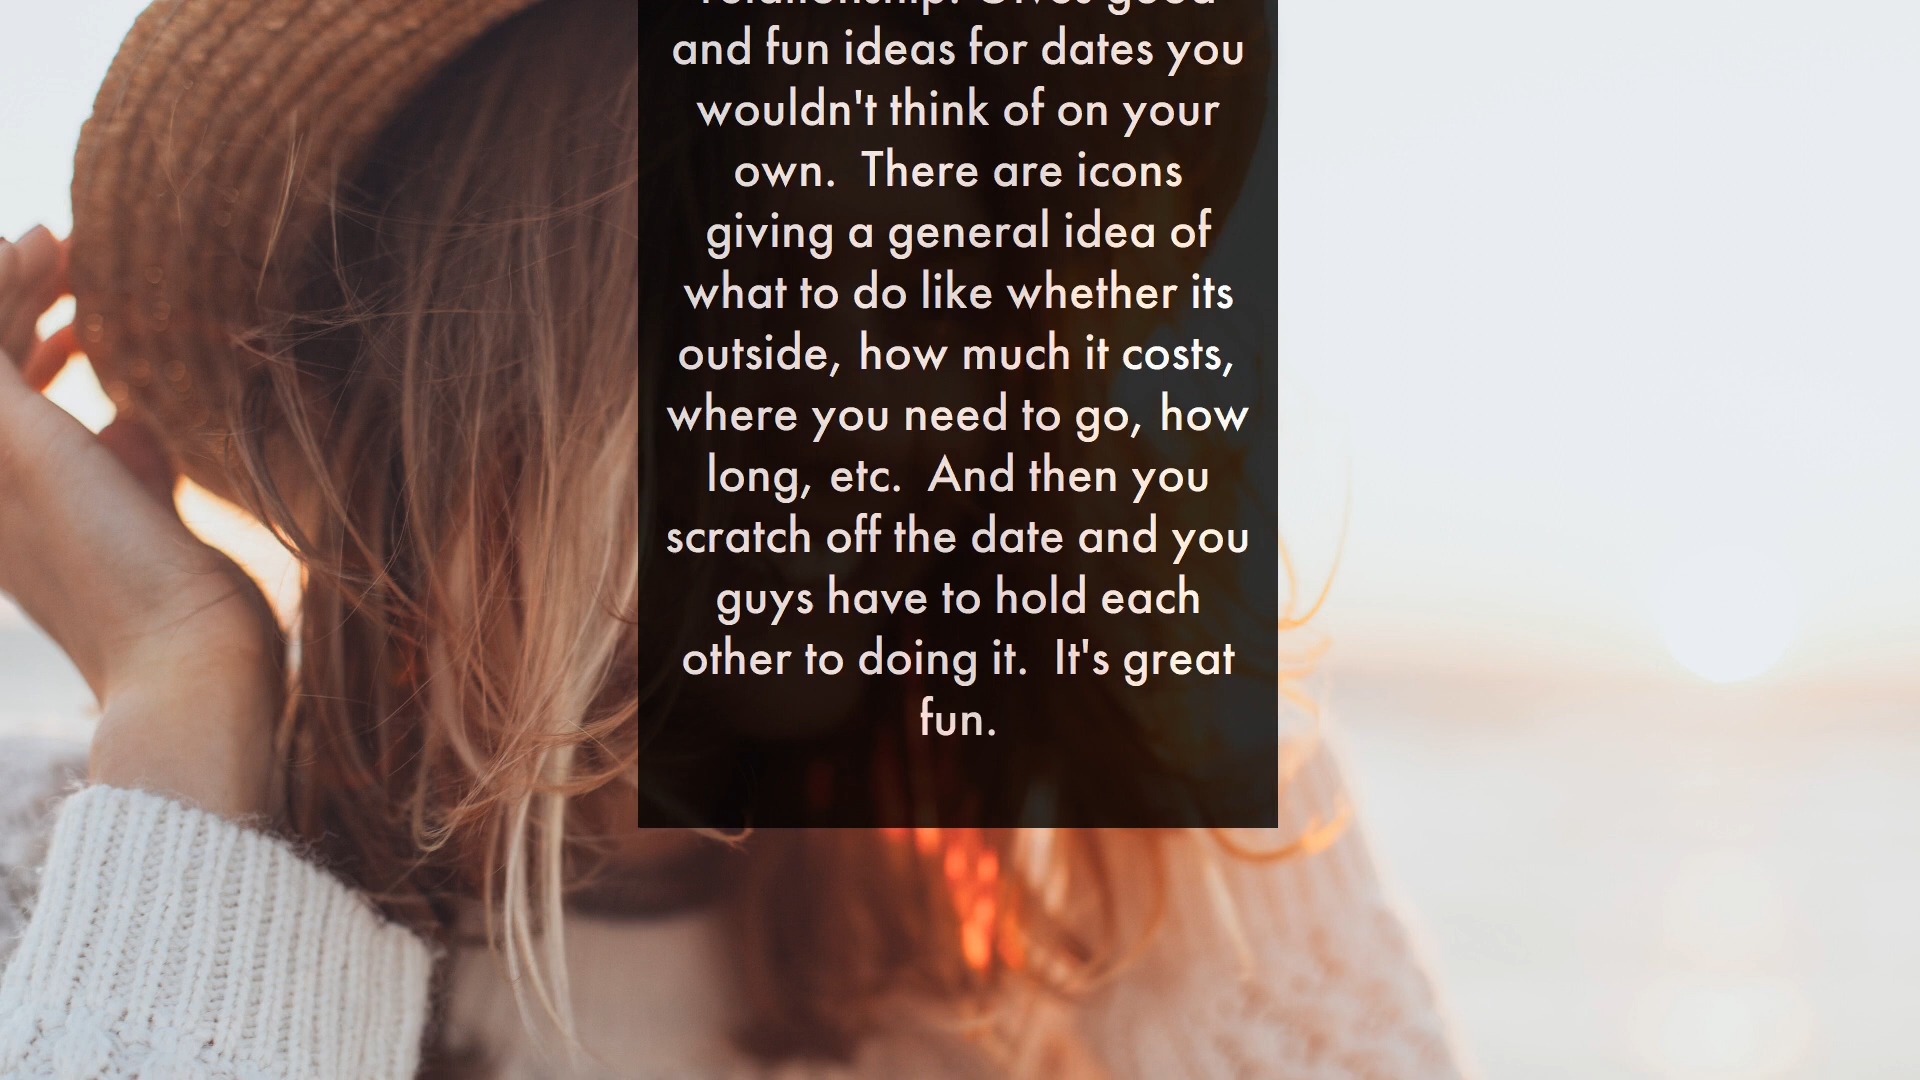 relationship. Gives good
and fun ideas for dates you
wouldn't think of on your
own.  There are icons
giving a general idea of
what to do like whether its
outside, how much it costs,
where you need to go, how
long, etc.  And then you
scratch off the date and you
guys have to hold each
other to doing it.  It's great
fun.